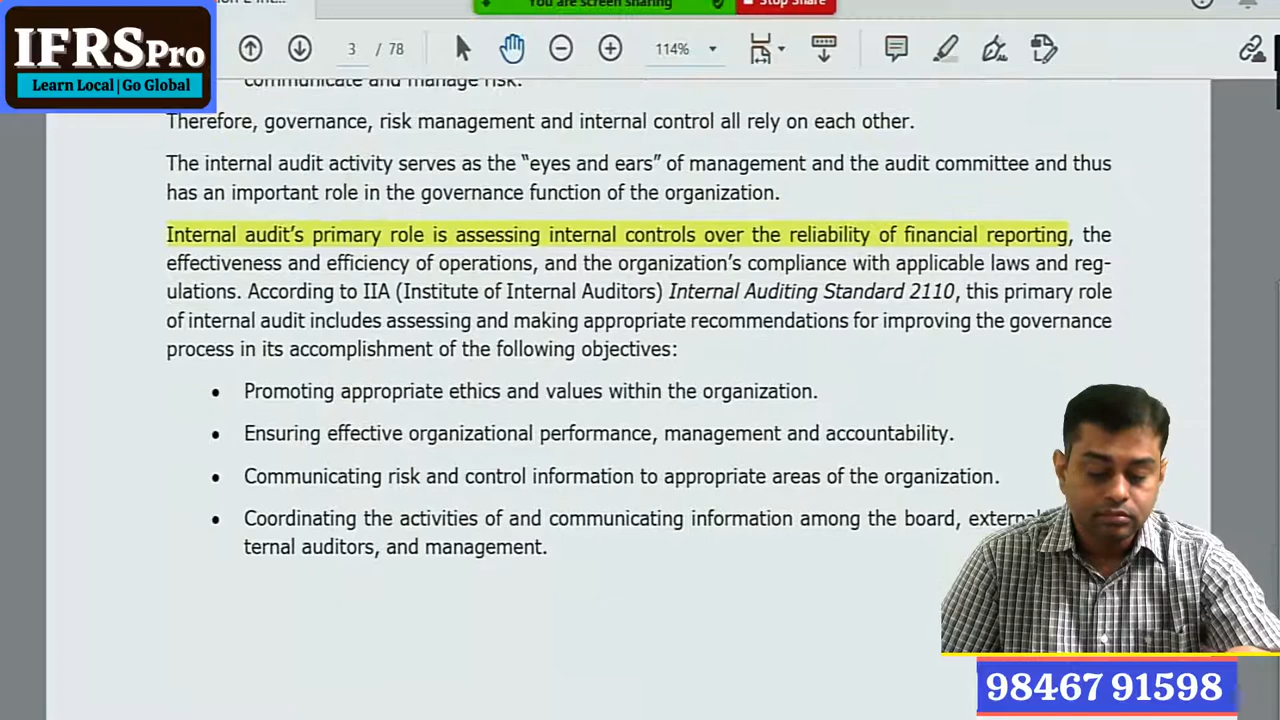 You are screen sharing
Stop Share
IFRSPro
Learn Local|Go Global
3 / 78
114%
communicate and manage risk.
Therefore, governance, risk management and internal control all rely on each other.
The internal audit activity serves as the “eyes and ears” of management and the audit committee and thus
has an important role in the governance function of the organization.
Internal audit’s primary role is assessing internal controls over the reliability of financial reporting, the
effectiveness and efficiency of operations, and the organization’s compliance with applicable laws and reg-
ulations. According to IIA (Institute of Internal Auditors) Internal Auditing Standard 2110, this primary role
of internal audit includes assessing and making appropriate recommendations for improving the governance
process in its accomplishment of the following objectives:
• Promoting appropriate ethics and values within the organization.
• Ensuring effective organizational performance, management and accountability.
• Communicating risk and control information to appropriate areas of the organization.
• Coordinating the activities of and communicating information among the board, external
ternal auditors, and management.
98467 91598